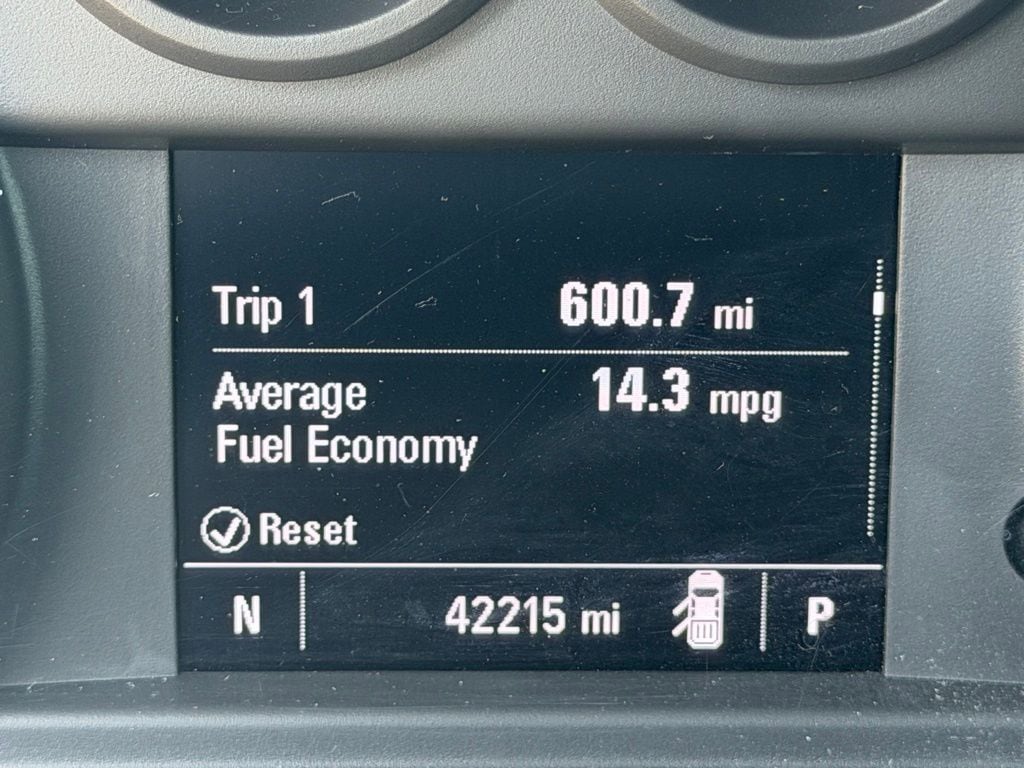 Trip 1 600.7 mi
Average 14.3 mpg
Fuel Economy
Reset
N 42215 mi P